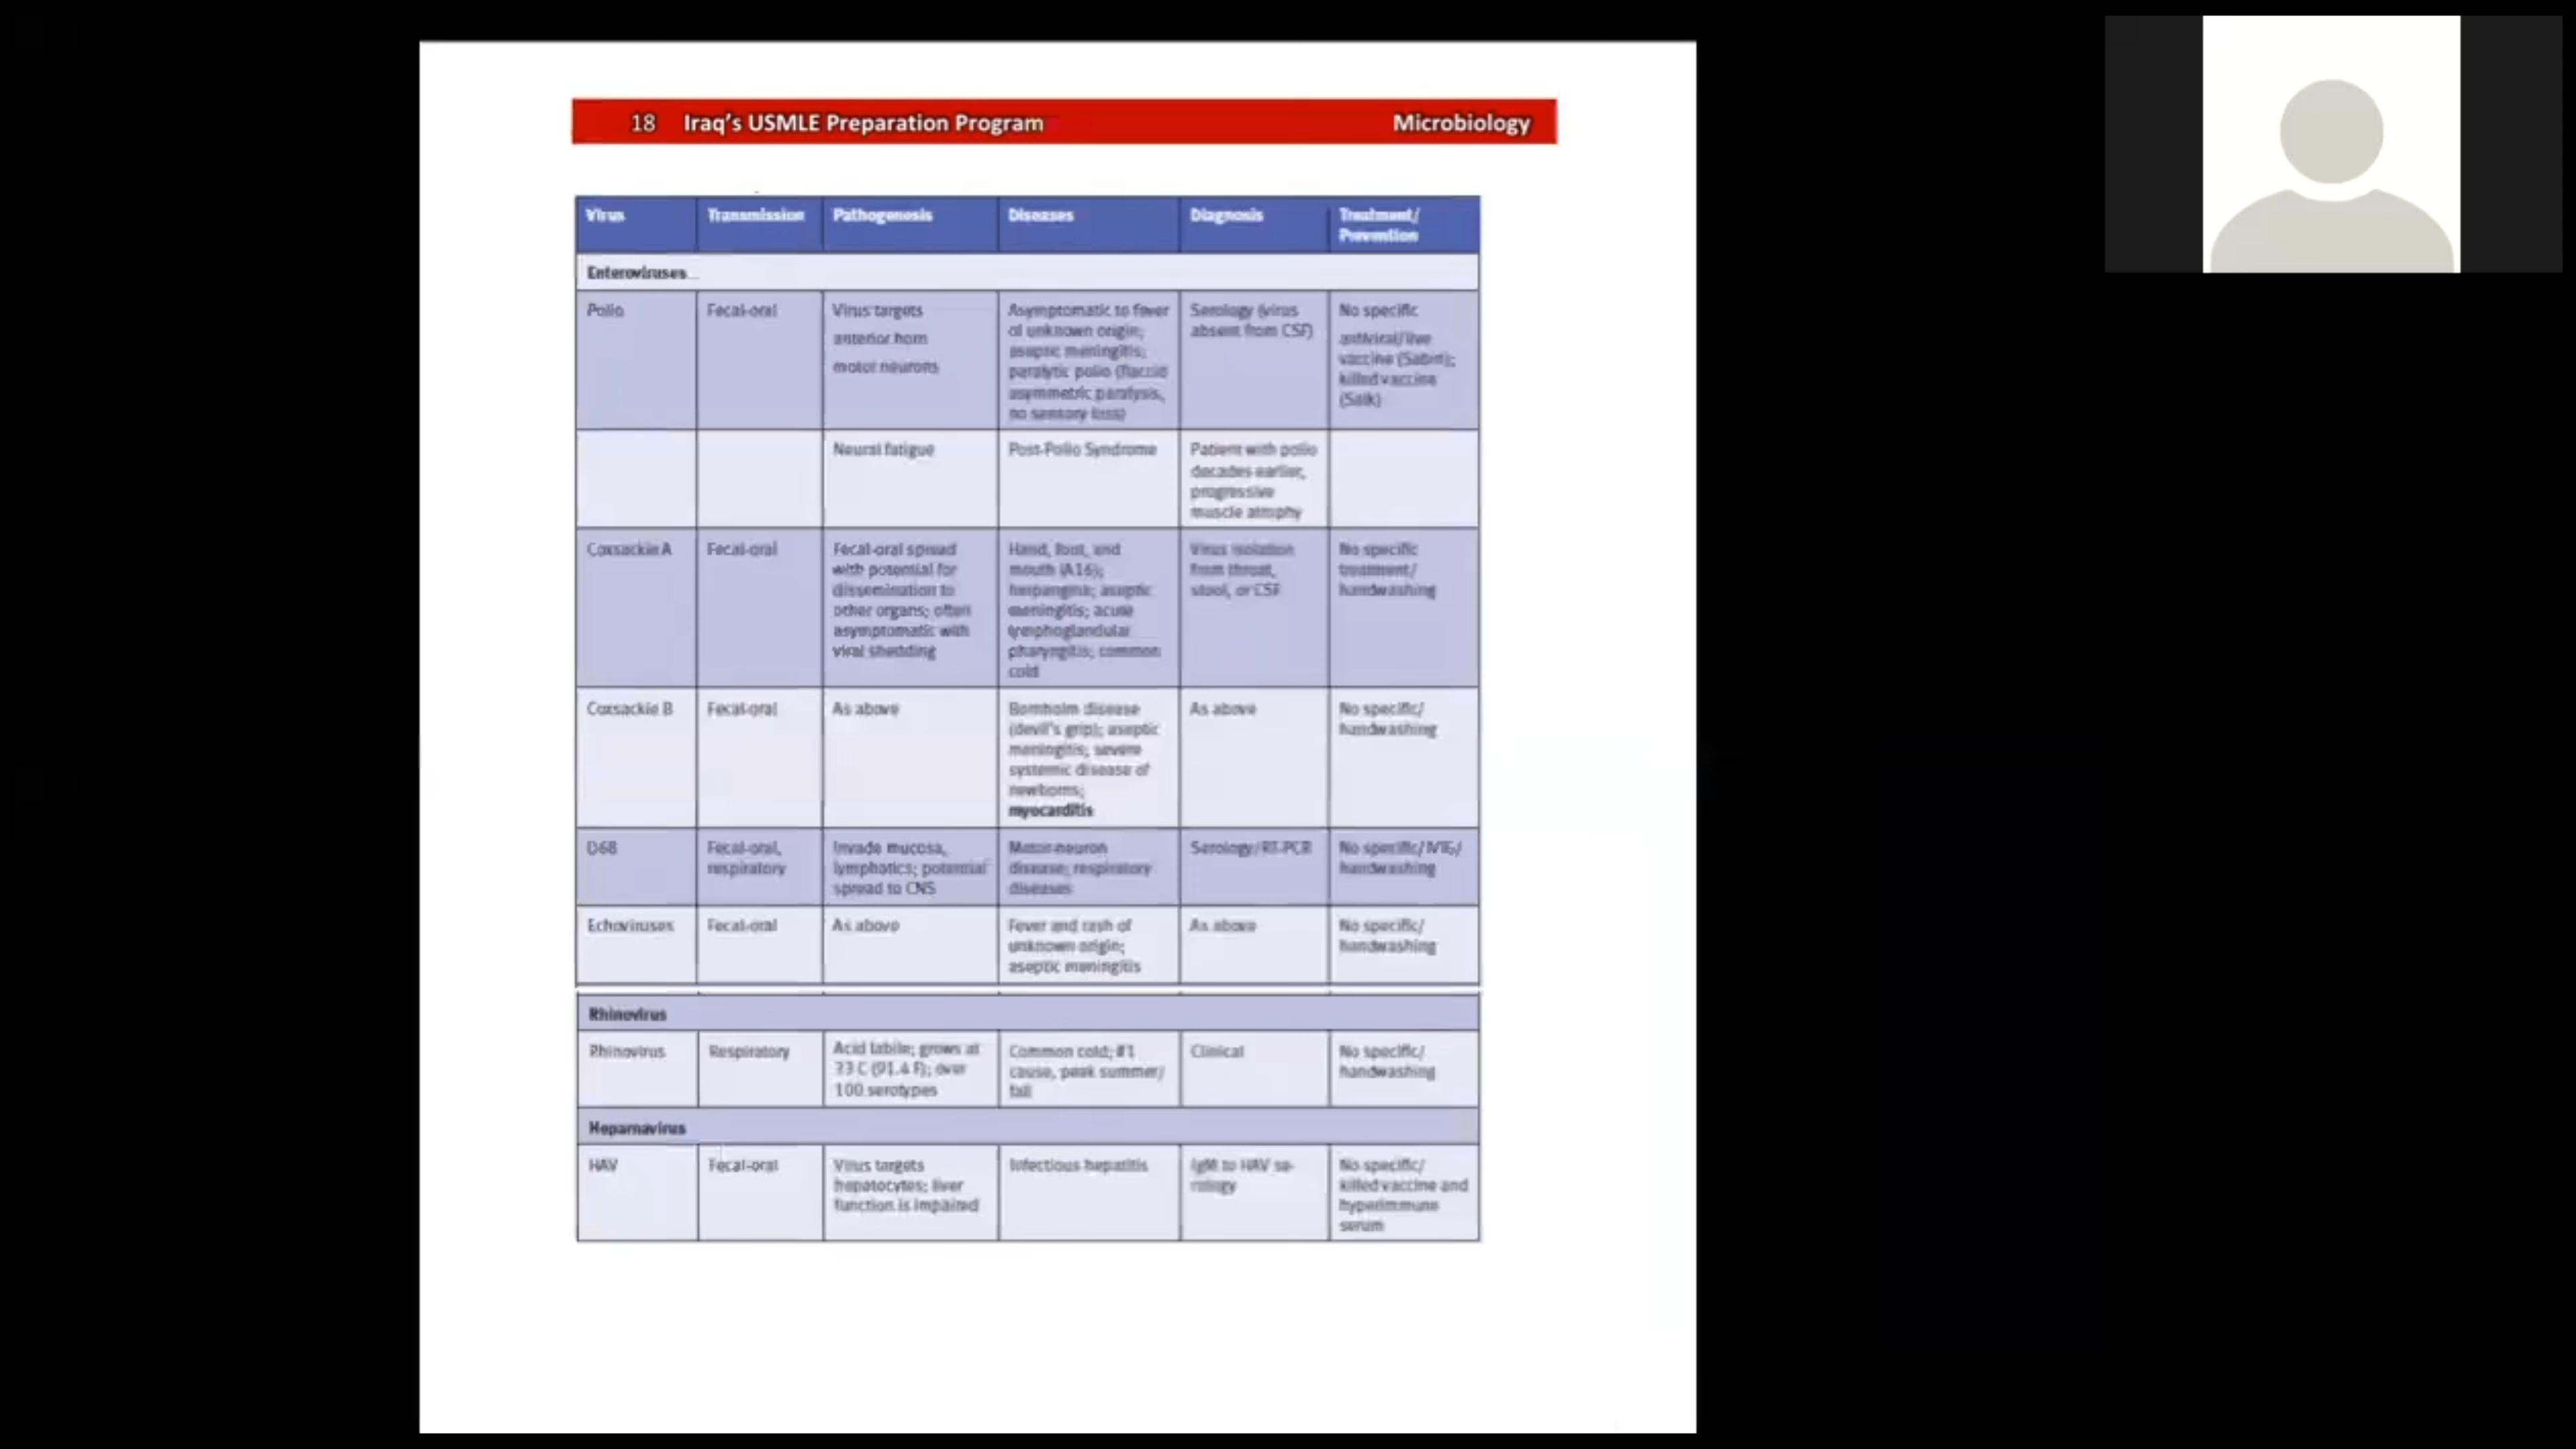 18 Iraq's USMLE Preparation Program Microbiology
Virus Transmission Pathogenesis Diseases Diagnosis Treatment/
Prevention
Enteroviruses
Polio
Fecal-oral
Virus targets
anterior horn
motor neurons
Asymptomatic to fever
of unknown origin;
aseptic meningitis;
paralytic polio (flaccid
asymmetric paralysis,
no sensory loss)
Serology (virus
absent from CSF)
No specific
antiviral/live
vaccine (Sabin);
killed vaccine
(Salk)
Neural fatigue
Post-Polio Syndrome
Patient with polio
decades earlier,
progressive
muscle atrophy
Coxsackie A
Fecal-oral
Fecal-oral spread
with potential for
dissemination to
other organs; often
asymptomatic with
viral shedding
Hand, foot, and
mouth (A16);
herpangina; aseptic
meningitis; acute
lymphoglandular
pharyngitis; common
cold
Virus isolation
from throat,
stool, or CSF
No specific
treatment/
handwashing
Coxsackie B
Fecal-oral
As above
Bornholm disease
(devil's grip); aseptic
meningitis; severe
systemic disease of
newborns;
myocarditis
As above
No specific/
handwashing
D68
Fecal-oral,
respiratory
Invade mucosa,
lymphatics; potential
spread to CNS
Motor-neuron
disease; respiratory
diseases
Serology/RT-PCR
No specific/IVIG/
handwashing
Echoviruses
Fecal-oral
As above
Fever and rash of
unknown origin;
aseptic meningitis
As above
No specific/
handwashing
Rhinovirus
Rhinovirus
Respiratory
Acid labile; grows at
33 C (91.4 F); over
100 serotypes
Common cold; #1
cause, peak summer/
fall
Clinical
No specific/
handwashing
Heparnavirus
HAV
Fecal-oral
Virus targets
hepatocytes; liver
function is impaired
Infectious hepatitis
IgM to HAV se-
rology
No specific/
killed vaccine and
hyperimmune
serum